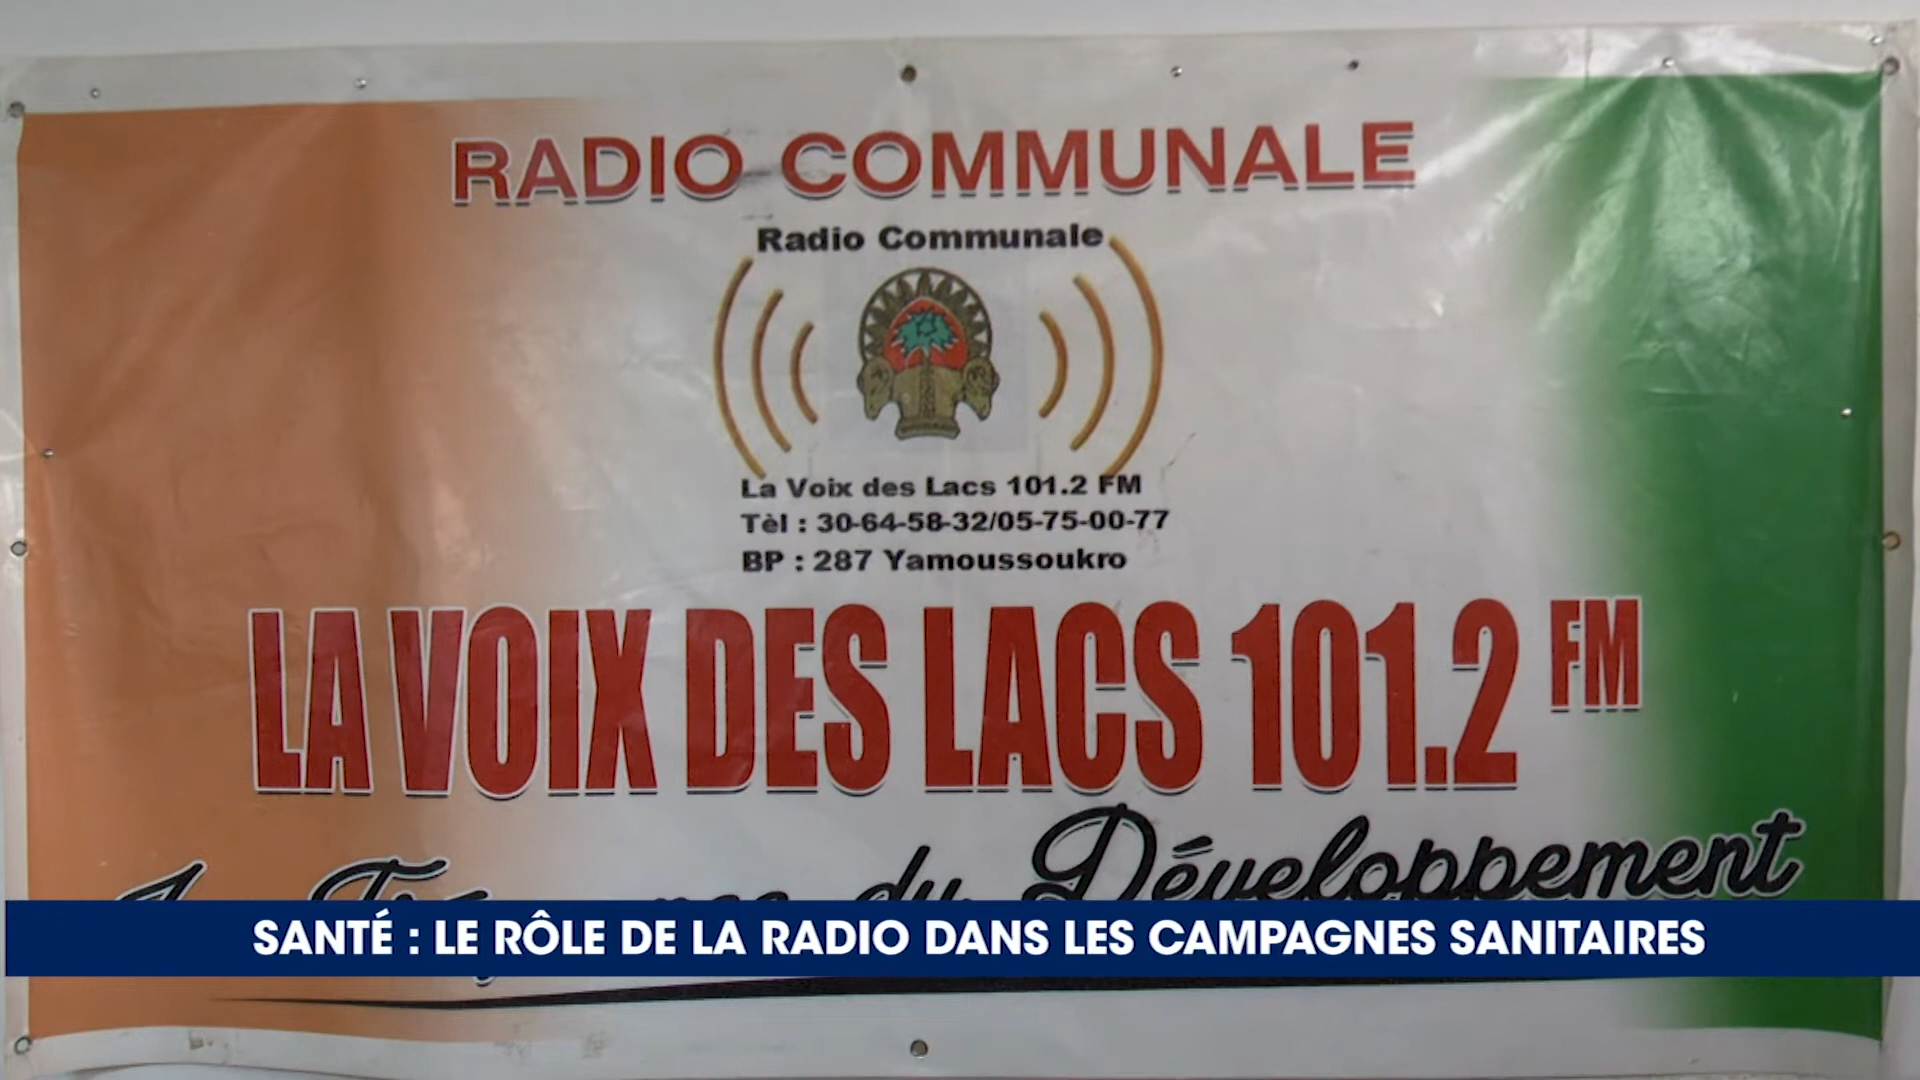 RADIO COMMUNALE
Radio Communale
La Voix des Lacs 101.2 FM
Tèl : 30-64-58-32/05-75-00-77
BP : 287 Yamoussoukro
LA VOIX DES LACS 101.2 FM
du Développement
SANTÉ : LE RÔLE DE LA RADIO DANS LES CAMPAGNES SANITAIRES